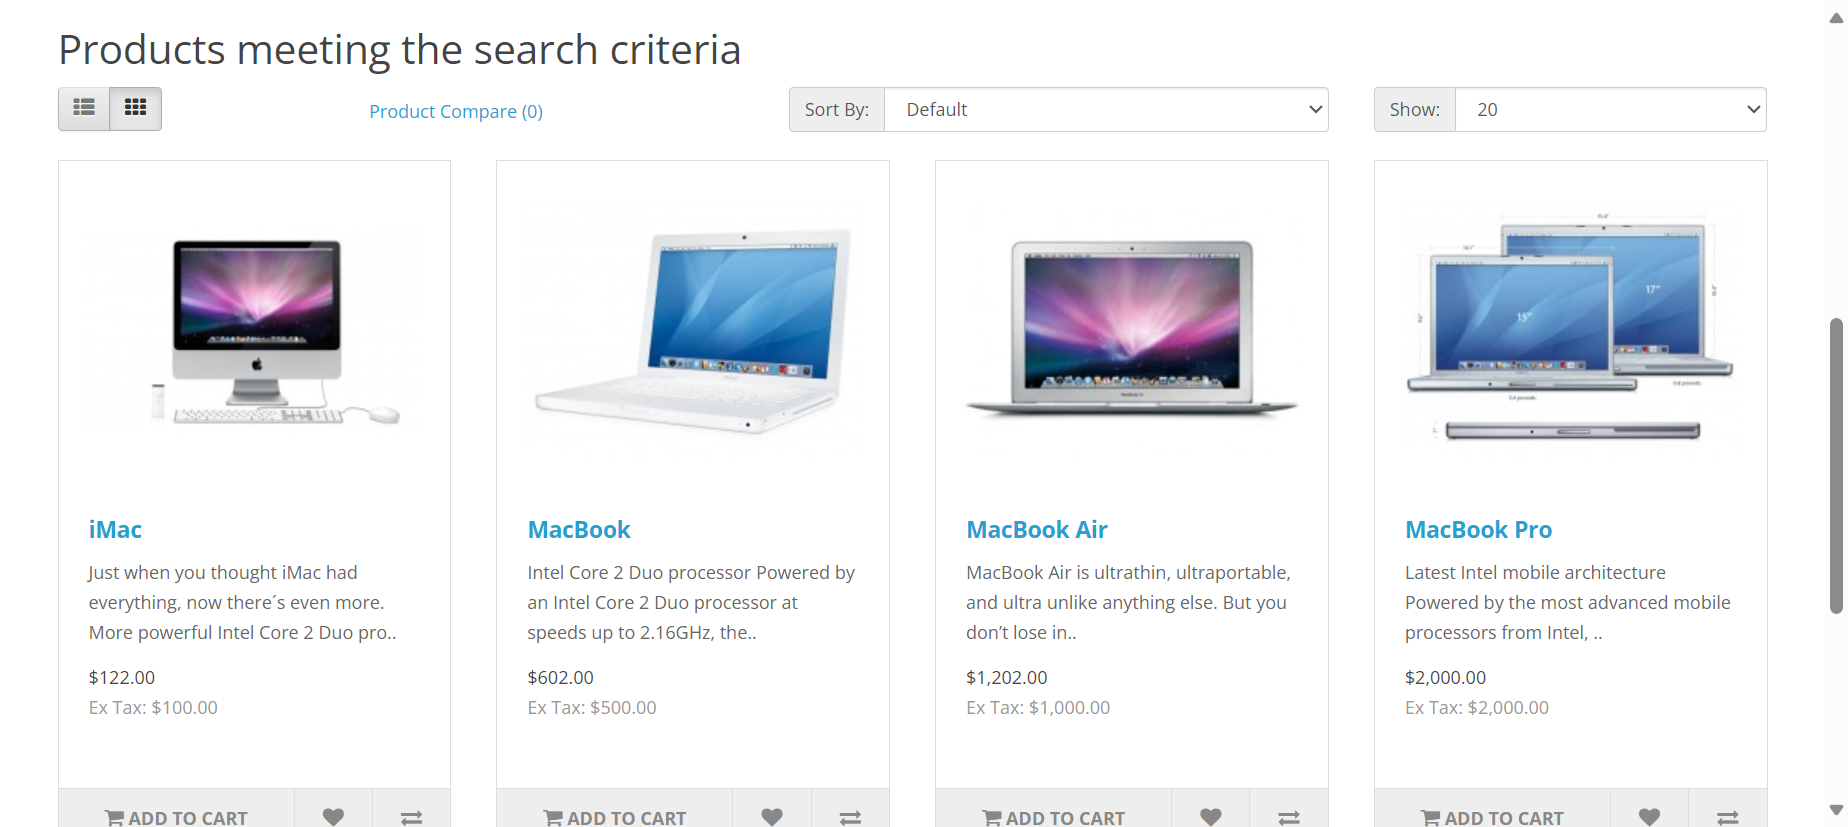 Products meeting the search criteria
Product Compare (0)
Sort By:
Default
Show:
20
15"
17"
iMac
Just when you thought iMac had
everything, now there´s even more.
More powerful Intel Core 2 Duo pro..
$122.00
Ex Tax: $100.00
ADD TO CART
MacBook
Intel Core 2 Duo processor Powered by
an Intel Core 2 Duo processor at
speeds up to 2.16GHz, the..
$602.00
Ex Tax: $500.00
ADD TO CART
MacBook Air
MacBook Air is ultrathin, ultraportable,
and ultra unlike anything else. But you
don’t lose in..
$1,202.00
Ex Tax: $1,000.00
ADD TO CART
MacBook Pro
Latest Intel mobile architecture
Powered by the most advanced mobile
processors from Intel, ..
$2,000.00
Ex Tax: $2,000.00
ADD TO CART